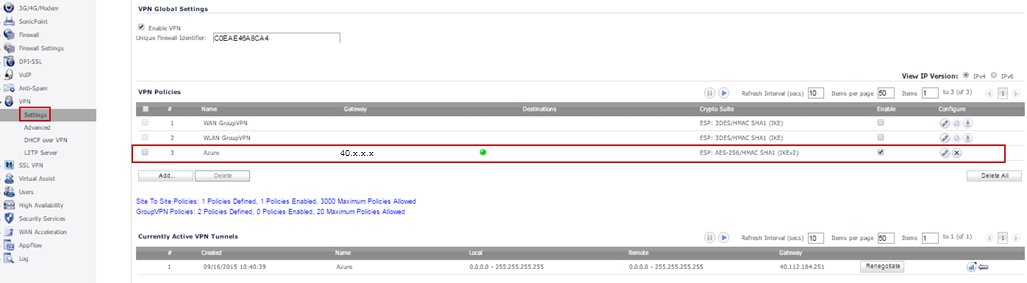 3G/4G/Modem
SonicPoint
Firewall
Firewall Settings
DPI-SSL
VoIP
Anti-Spam
VPN
Settings
Advanced
DHCP over VPN
L2TP Server
SSL VPN
Virtual Assist
Users
High Availability
Security Services
WAN Acceleration
AppFlow
Log
VPN Global Settings
Enable VPN
Unique Firewall Identifier: C0EAE46A8CA4
View IP Version: IPv4 IPv6
VPN Policies Refresh Interval (secs) 10 Items per page 50 Items 1 to 3 (of 3)
# Name Gateway Destinations Crypto Suite Enable Configure
1 WAN GroupVPN ESP: 3DES/HMAC SHA1 (IKE)
2 WLAN GroupVPN ESP: 3DES/HMAC SHA1 (IKE)
3 Azure 40.x.x.x ESP: AES-256/HMAC SHA1 (IKEv2)
Add... Delete Delete All
Site To Site Policies: 1 Policies Defined, 1 Policies Enabled, 3000 Maximum Policies Allowed
GroupVPN Policies: 2 Policies Defined, 0 Policies Enabled, 20 Maximum Policies Allowed
Currently Active VPN Tunnels Refresh Interval (secs) 10 Items per page 50 Items 1 to 1 (of 1)
# Created Name Local Remote Gateway
1 09/16/2015 10:40:39 Azure 0.0.0.0 - 255.255.255.255 0.0.0.0 - 255.255.255.255 40.112.184.251 Renegotiate